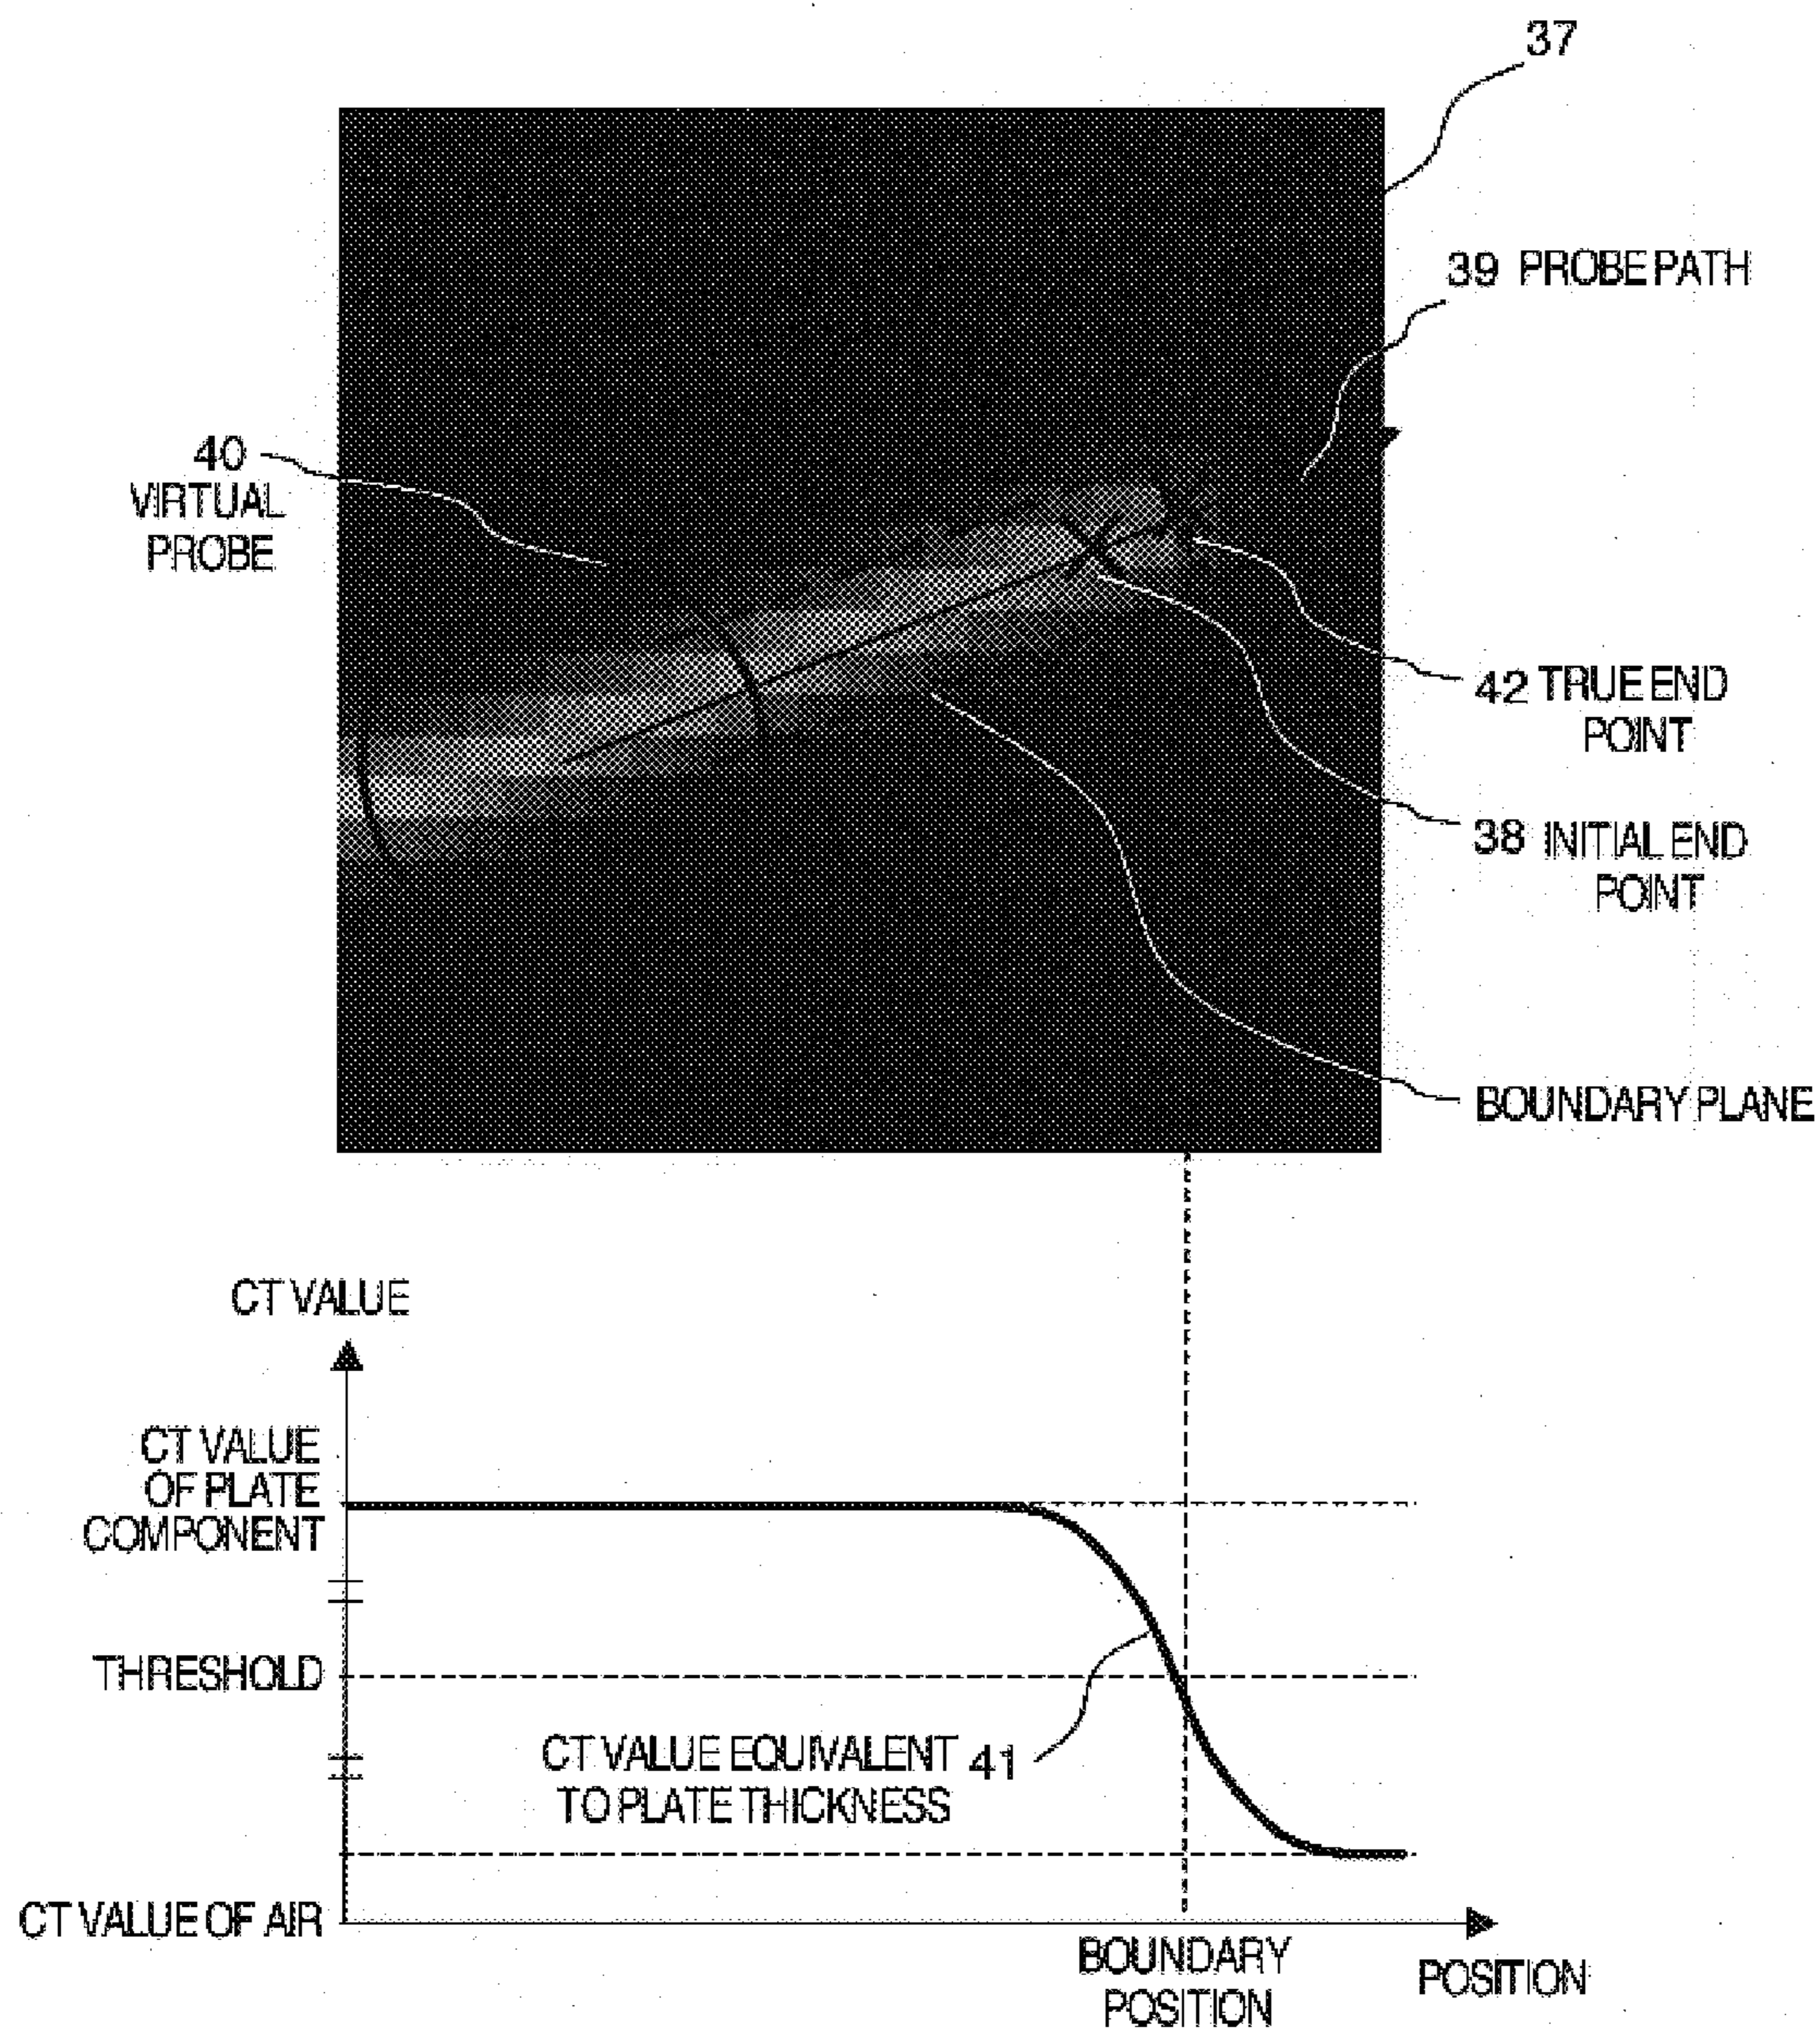 37
39 PROBE PATH
40
VIRTUAL
PROBE
42 TRUE END
POINT
38 INITIAL END
POINT
BOUNDARY PLANE
CT VALUE
CT VALUE
OF PLATE
COMPONENT
THRESHOLD
CT VALUE EQUIVALENT 41
TO PLATE THICKNESS
CT VALUE OF AIR
BOUNDARY
POSITION
POSITION